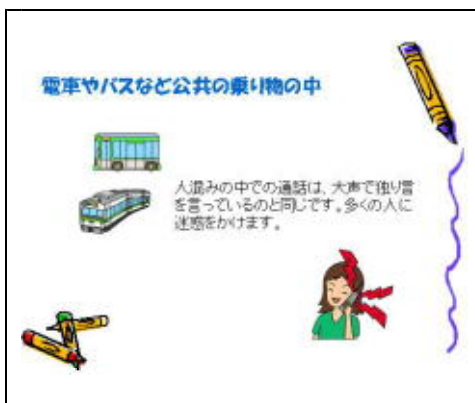 電車やバスなど公共の乗り物の中
人混みの中での通話は、大声で独り言
を言っているのと同じです。多くの人に
迷惑をかけます。